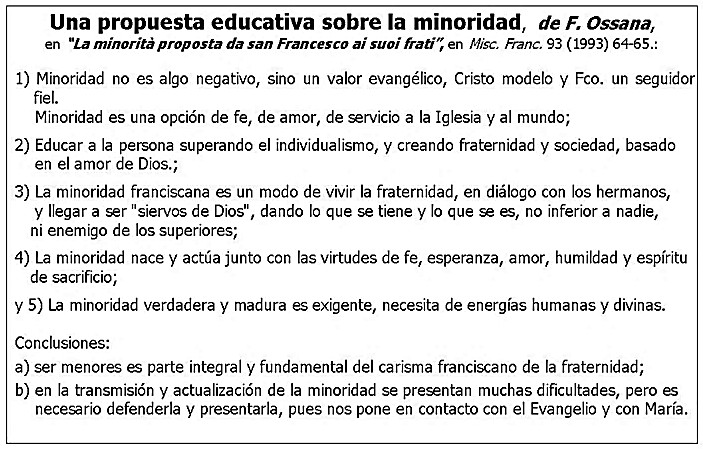 Una propuesta educativa sobre la minoridad, de F. Ossana,
en "La minorità proposta da san Francesco ai suoi frati", en Misc. Franc. 93 (1993) 64-65.:
1) Minoridad no es algo negativo, sino un valor evangélico, Cristo modelo y Fco. un seguidor
fiel.
Minoridad es una opción de fe, de amor, de servicio a la Iglesia y al mundo;
2) Educar a la persona superando el individualismo, y creando fraternidad y sociedad, basado
en el amor de Dios.;
3) La minoridad franciscana es un modo de vivir la fraternidad, en diálogo con los hermanos,
y llegar a ser "siervos de Dios", dando lo que se tiene y lo que se es, no inferior a nadie,
ni enemigo de los superiores;
4) La minoridad nace y actúa junto con las virtudes de fe, esperanza, amor, humildad y espíritu
de sacrificio;
y 5) La minoridad verdadera y madura es exigente, necesita de energías humanas y divinas.
Conclusiones:
a) ser menores es parte integral y fundamental del carisma franciscano de la fraternidad;
b) en la transmisión y actualización de la minoridad se presentan muchas dificultades, pero es
necesario defenderla y presentarla, pues nos pone en contacto con el Evangelio y con María.